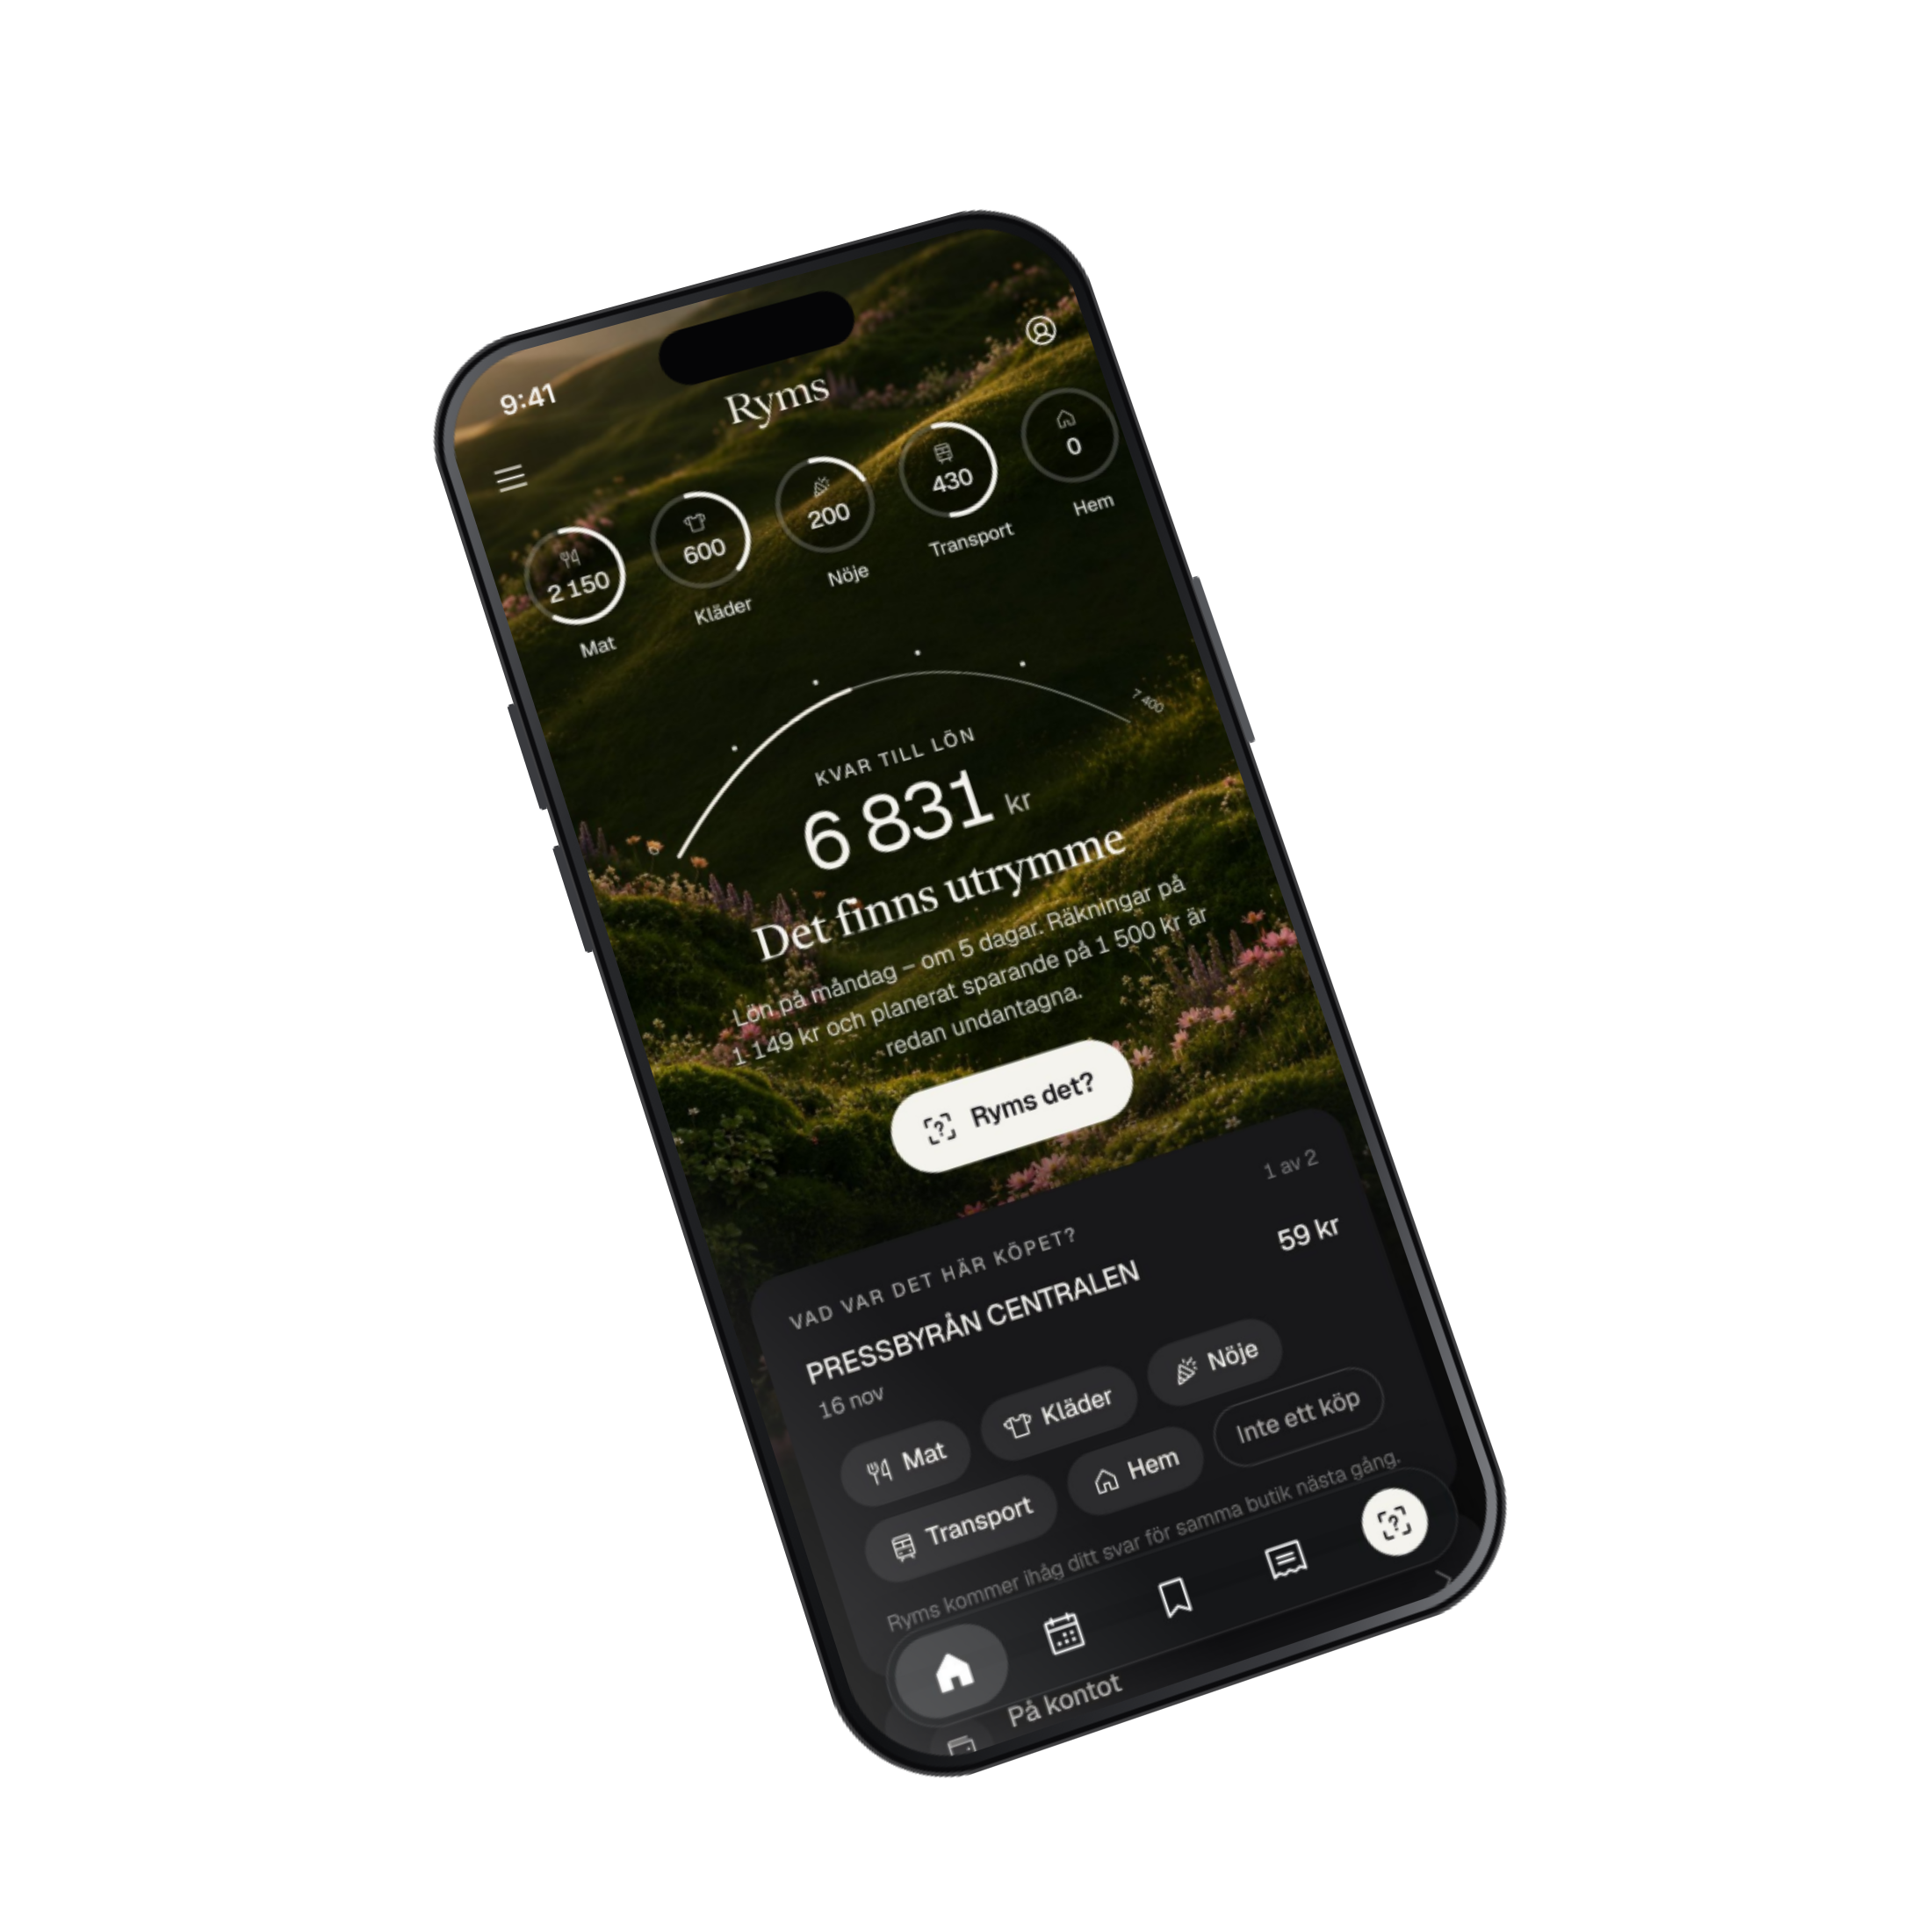 9:41
Ryms
2 150
Mat
600
Kläder
200
Nöje
430
Transport
0
Hem
7 400
KVAR TILL LÖN
6 831 kr
Det finns utrymme
Lön på måndag – om 5 dagar. Räkningar på
1 149 kr och planerat sparande på 1 500 kr är
redan undantagna.
Ryms det?
1 av 2
VAD VAR DET HÄR KÖPET?
PRESSBYRÅN CENTRALEN
59 kr
16 nov
Mat
Kläder
Nöje
Transport
Hem
Inte ett köp
Ryms kommer ihåg ditt svar för samma butik nästa gång.
På kontot